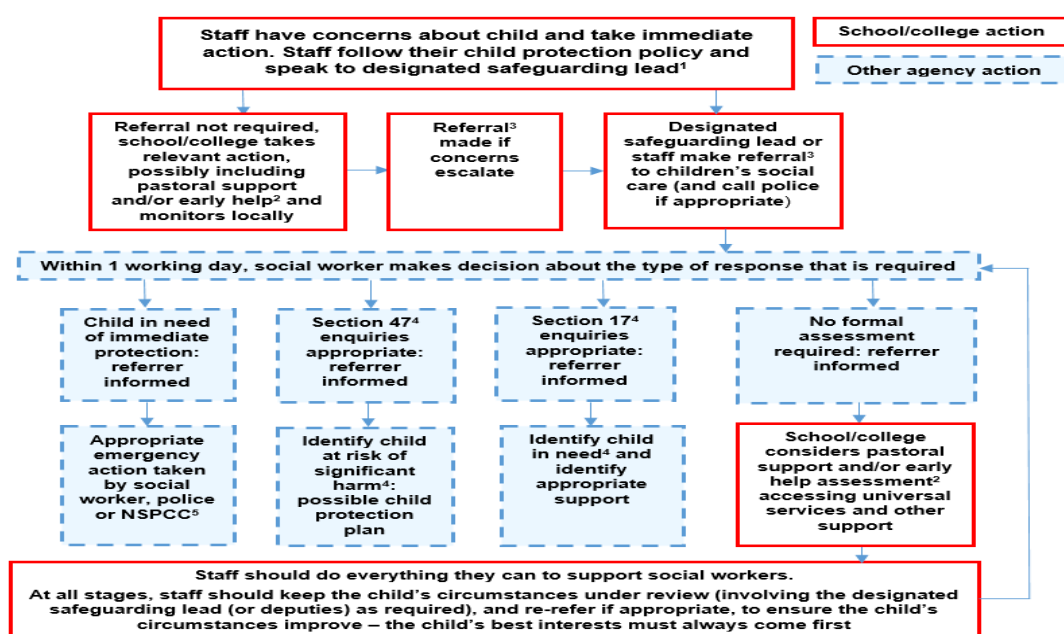 Staff have concerns about child and take immediate
action. Staff follow their child protection policy and
speak to designated safeguarding lead¹
School/college action
Other agency action
Referral not required,
school/college takes
relevant action,
possibly including
pastoral support
and/or early help² and
monitors locally
Referral³
made if
concerns
escalate
Designated
safeguarding lead or
staff make referral³
to children's social
care (and call police
if appropriate)
Within 1 working day, social worker makes decision about the type of response that is required
Child in need
of immediate
protection:
referrer
informed
Section 47⁴
enquiries
appropriate:
referrer
informed
Section 17⁴
enquiries
appropriate:
referrer
informed
No formal
assessment
required: referrer
informed
Appropriate
emergency
action taken
by social
worker, police
or NSPCC⁵
Identify child
at risk of
significant
harm⁴:
possible child
protection
plan
Identify child
in need⁴ and
identify
appropriate
support
School/college
considers pastoral
support and/or early
help assessment²
accessing universal
services and other
support
Staff should do everything they can to support social workers.
At all stages, staff should keep the child's circumstances under review (involving the designated
safeguarding lead (or deputies) as required), and re-refer if appropriate, to ensure the child's
circumstances improve – the child's best interests must always come first